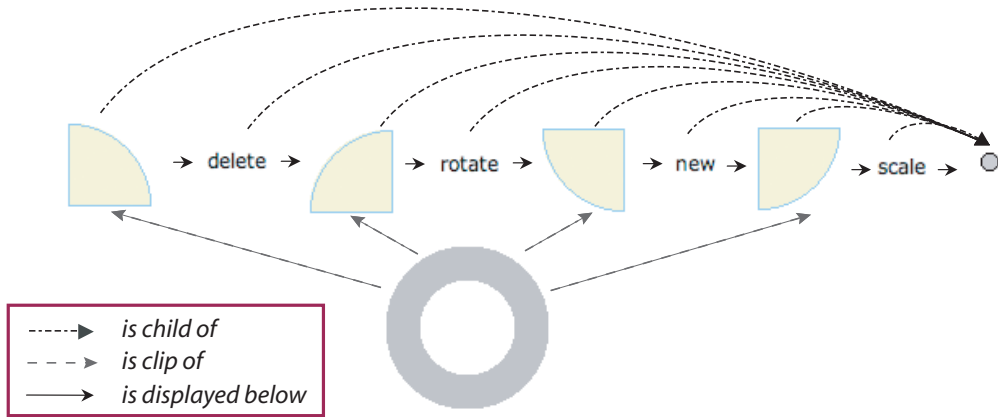 delete
rotate
new
scale
is child of
is clip of
is displayed below